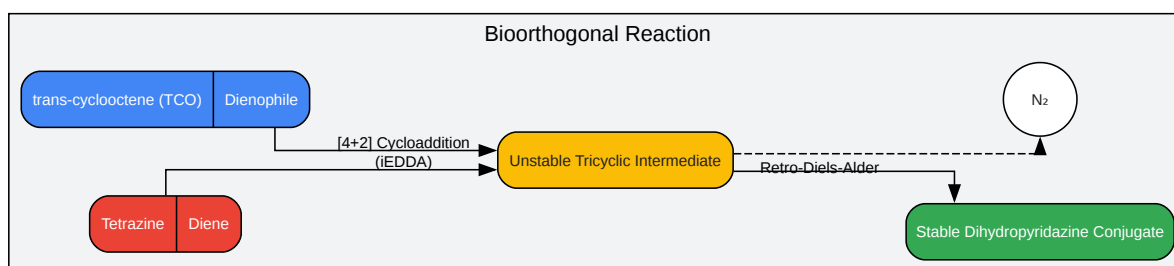 Bioorthogonal Reaction
trans-cyclooctene (TCO) Dienophile
N₂
[4+2] Cycloaddition
(iEDDA)
Unstable Tricyclic Intermediate
Retro-Diels-Alder
Tetrazine Diene
Stable Dihydropyridazine Conjugate